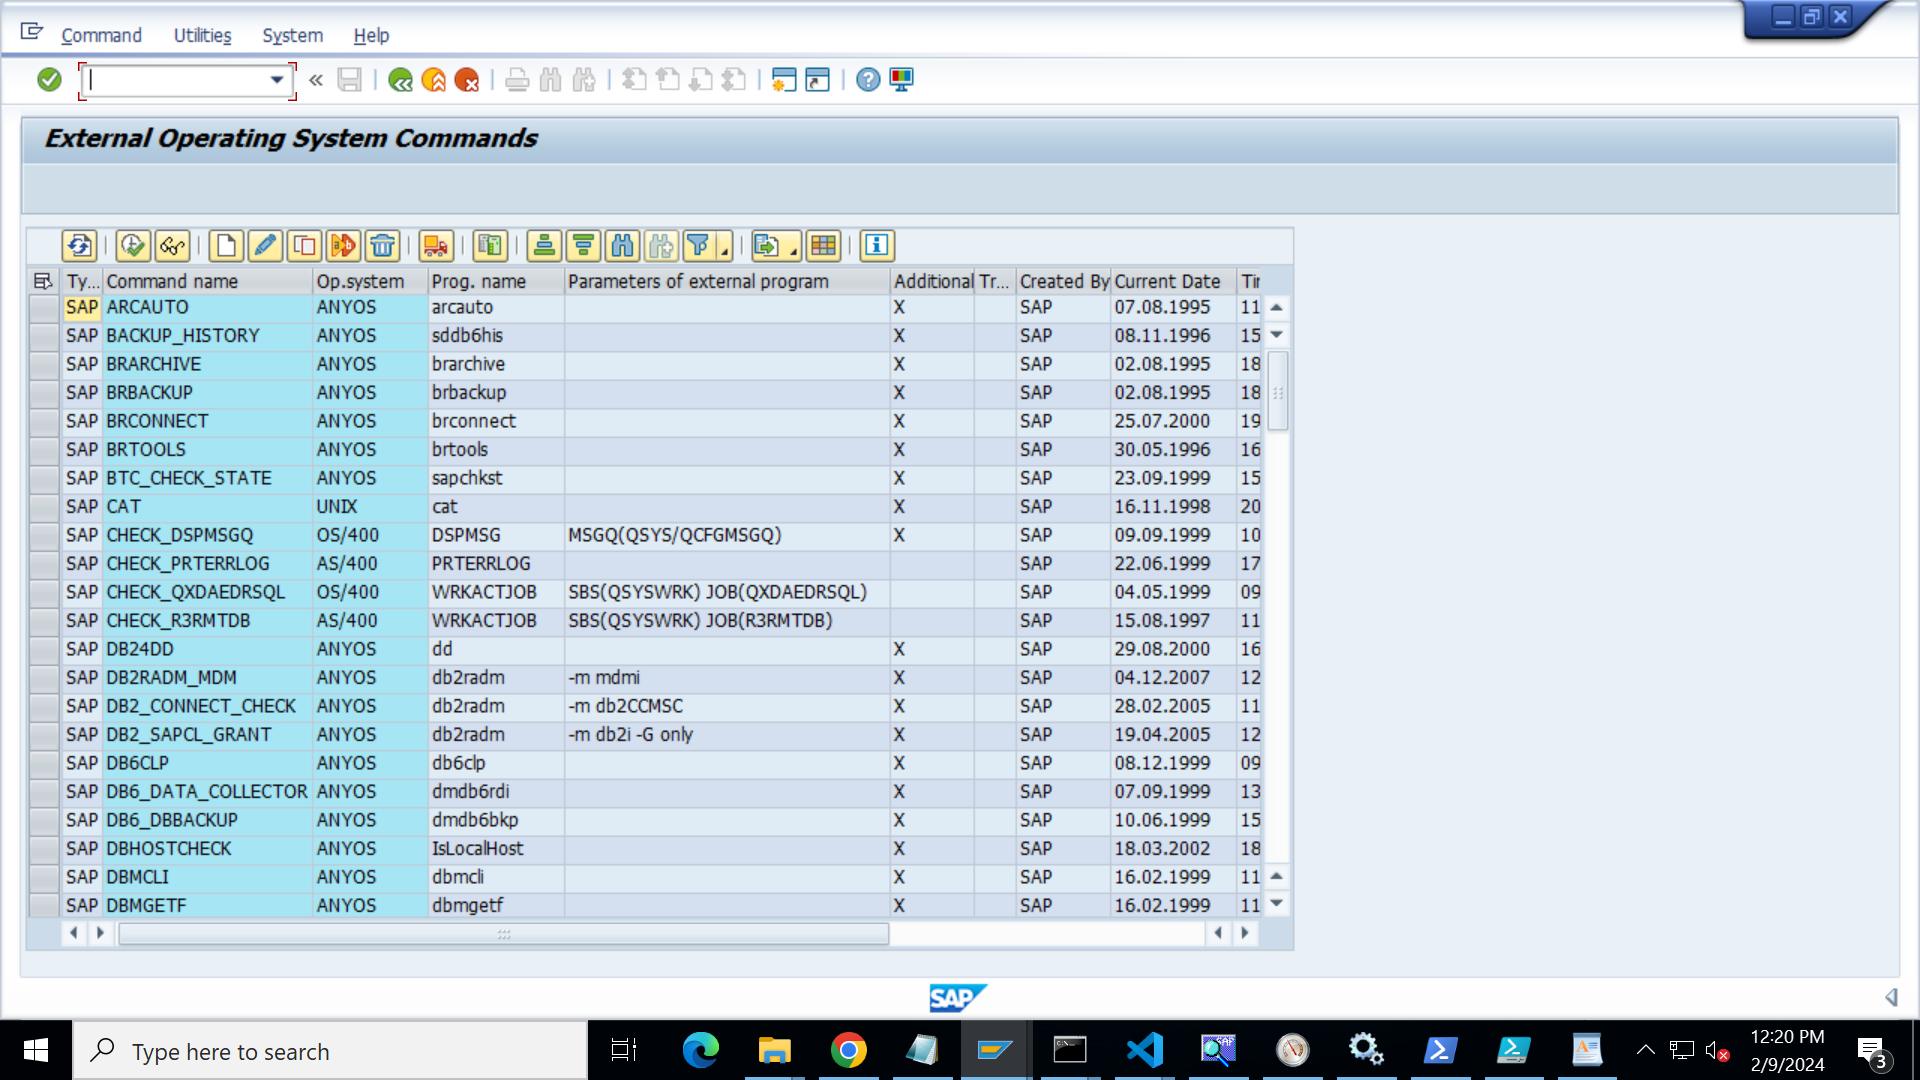 Command Utilities System Help
External Operating System Commands
Ty... Command name Op.system Prog. name Parameters of external program Additional Tr... Created By Current Date Tir
SAP ARCAUTO ANYOS arcauto X SAP 07.08.1995 11
SAP BACKUP_HISTORY ANYOS sddb6his X SAP 08.11.1996 15
SAP BRARCHIVE ANYOS brarchive X SAP 02.08.1995 18
SAP BRBACKUP ANYOS brbackup X SAP 02.08.1995 18
SAP BRCONNECT ANYOS brconnect X SAP 25.07.2000 19
SAP BRTOOLS ANYOS brtools X SAP 30.05.1996 16
SAP BTC_CHECK_STATE ANYOS sapchkst X SAP 23.09.1999 15
SAP CAT UNIX cat X SAP 16.11.1998 20
SAP CHECK_DSPMSGQ OS/400 DSPMSG MSGQ(QSYS/QCFGMSGQ) X SAP 09.09.1999 10
SAP CHECK_PRTERRLOG AS/400 PRTERRLOG SAP 22.06.1999 17
SAP CHECK_QXDAEDRSQL OS/400 WRKACTJOB SBS(QSYSWRK) JOB(QXDAEDRSQL) SAP 04.05.1999 09
SAP CHECK_R3RMTDB AS/400 WRKACTJOB SBS(QSYSWRK) JOB(R3RMTDB) SAP 15.08.1997 11
SAP DB24DD ANYOS dd X SAP 29.08.2000 16
SAP DB2RADM_MDM ANYOS db2radm -m mdmi X SAP 04.12.2007 12
SAP DB2_CONNECT_CHECK ANYOS db2radm -m db2CCMSC X SAP 28.02.2005 11
SAP DB2_SAPCL_GRANT ANYOS db2radm -m db2i -G only X SAP 19.04.2005 12
SAP DB6CLP ANYOS db6clp X SAP 08.12.1999 09
SAP DB6_DATA_COLLECTOR ANYOS dmdb6rdi X SAP 07.09.1999 13
SAP DB6_DBBACKUP ANYOS dmdb6bkp X SAP 10.06.1999 15
SAP DBHOSTCHECK ANYOS IsLocalHost X SAP 18.03.2002 18
SAP DBMCLI ANYOS dbmcli X SAP 16.02.1999 11
SAP DBMGETF ANYOS dbmgetf X SAP 16.02.1999 11
SAP
Type here to search
12:20 PM
2/9/2024
3